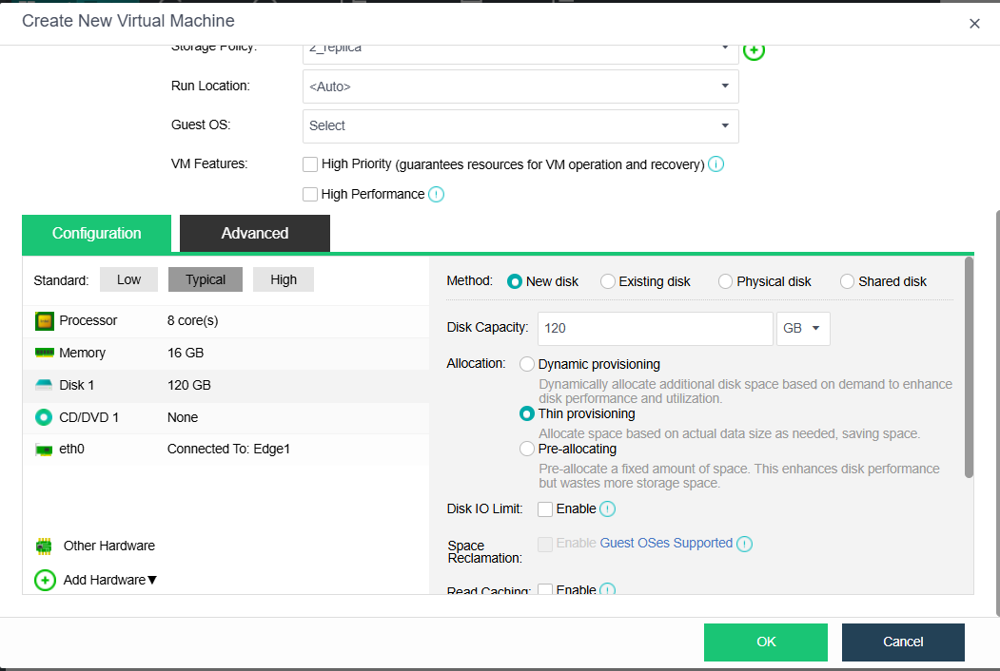 Create New Virtual Machine
Storage Policy: 2_replica
Run Location: <Auto>
Guest OS: Select
VM Features: High Priority (guarantees resources for VM operation and recovery)
High Performance
Configuration Advanced
Standard: Low Typical High
Processor 8 core(s)
Memory 16 GB
Disk 1 120 GB
CD/DVD 1 None
eth0 Connected To: Edge1
Other Hardware
Add Hardware▼
Method: New disk Existing disk Physical disk Shared disk
Disk Capacity: 120 GB
Allocation: Dynamic provisioning
Dynamically allocate additional disk space based on demand to enhance
disk performance and utilization.
Thin provisioning
Allocate space based on actual data size as needed, saving space.
Pre-allocating
Pre-allocate a fixed amount of space. This enhances disk performance
but wastes more storage space.
Disk IO Limit: Enable
Space Enable Guest OSes Supported
Reclamation:
Read Caching: Enable
OK Cancel